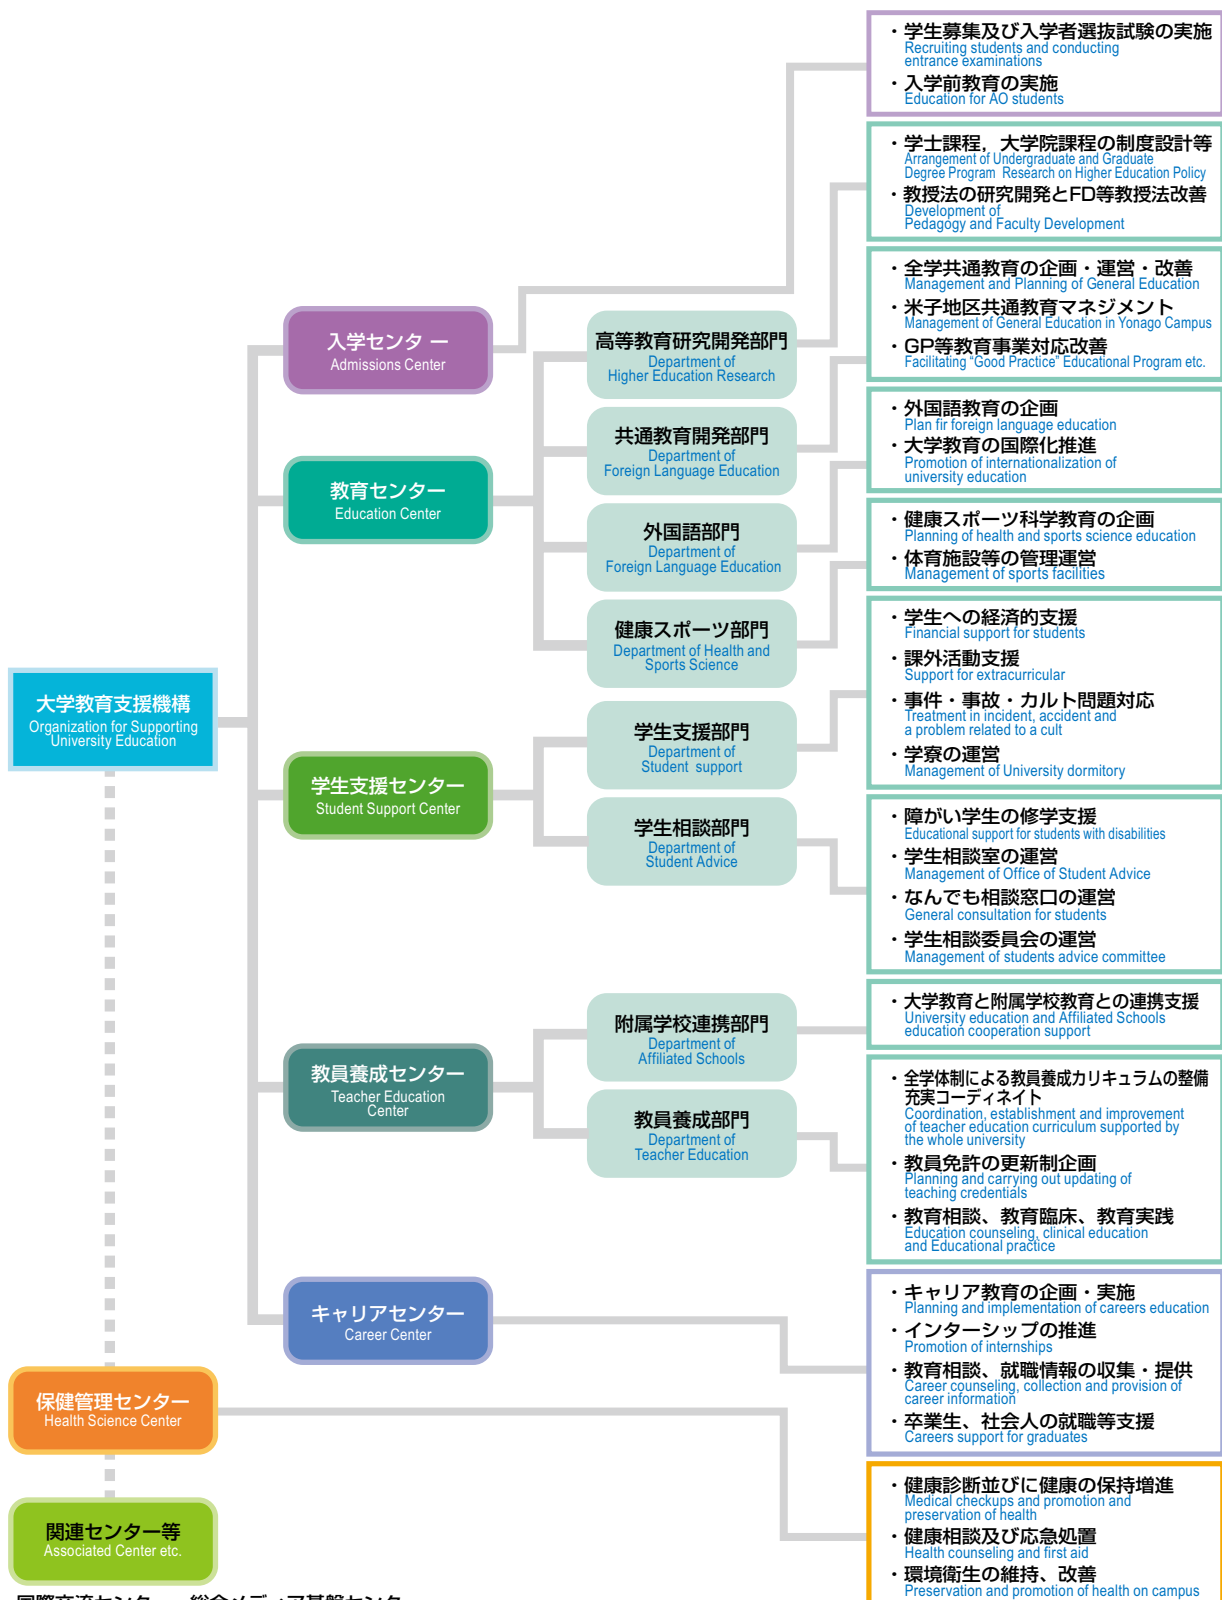 ・学生募集及び入学者選抜試験の実施
Recruiting students and conducting
entrance examinations
・入学前教育の実施
Education for AO students
・学士課程，大学院課程の制度設計等
Arrangement of Undergraduate and Graduate
Degree Program Research on Higher Education Policy
・教授法の研究開発とFD等教授法改善
Development of
Pedagogy and Faculty Development
・全学共通教育の企画・運営・改善
Management and Planning of General Education
・米子地区共通教育マネジメント
Management of General Education in Yonago Campus
・GP等教育事業対応改善
Facilitating “Good Practice” Educational Program etc.
・外国語教育の企画
Plan fir foreign language education
・大学教育の国際化推進
Promotion of internationalization of
university education
・健康スポーツ科学教育の企画
Planning of health and sports science education
・体育施設等の管理運営
Management of sports facilities
・学生への経済的支援
Financial support for students
・課外活動支援
Support for extracurricular
・事件・事故・カルト問題対応
Treatment in incident, accident and
a problem related to a cult
・学寮の運営
Management of University dormitory
・障がい学生の修学支援
Educational support for students with disabilities
・学生相談室の運営
Management of Office of Student Advice
・なんでも相談窓口の運営
General consultation for students
・学生相談委員会の運営
Management of students advice committee
・大学教育と附属学校教育との連携支援
University education and Affiliated Schools
education cooperation support
・全学体制による教員養成カリキュラムの整備
充実コーディネイト
Coordination, establishment and improvement
of teacher education curriculum supported by
the whole university
・教員免許の更新制企画
Planning and carrying out updating of
teaching credentials
・教育相談、教育臨床、教育実践
Education counseling, clinical education
and Educational practice
・キャリア教育の企画・実施
Planning and implementation of careers education
・インターシップの推進
Promotion of internships
・教育相談、就職情報の収集・提供
Career counseling, collection and provision of
career information
・卒業生、社会人の就職等支援
Careers support for graduates
・健康診断並びに健康の保持増進
Medical checkups and promotion and
preservation of health
・健康相談及び応急処置
Health counseling and first aid
・環境衛生の維持、改善
Preservation and promotion of health on campus
高等教育研究開発部門
Department of
Higher Education Research
共通教育開発部門
Department of
Foreign Language Education
外国語部門
Department of
Foreign Language Education
健康スポーツ部門
Department of Health and
Sports Science
学生支援部門
Department of
Student support
学生相談部門
Department of
Student Advice
附属学校連携部門
Department of
Affiliated Schools
教員養成部門
Department of
Teacher Education
入学センター
Admissions Center
教育センター
Education Center
学生支援センター
Student Support Center
教員養成センター
Teacher Education
Center
キャリアセンター
Career Center
大学教育支援機構
Organization for Supporting
University Education
保健管理センター
Health Science Center
関連センター等
Associated Center etc.
国際交流センター 総合メディア基盤センター